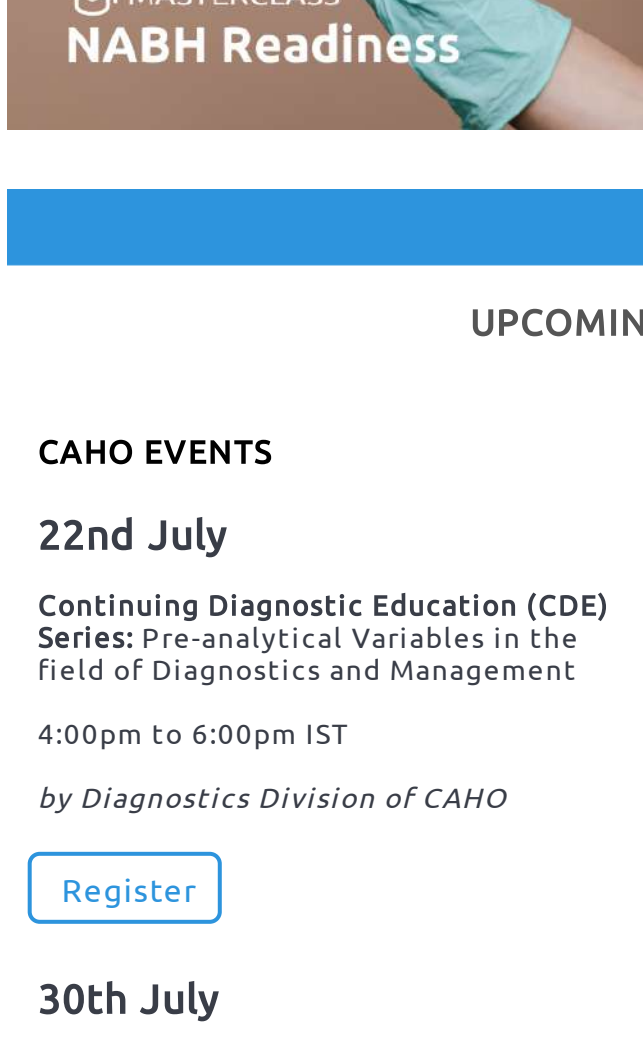 MASTERCLASS
NABH Readiness
UPCOMIN
CAHO EVENTS
22nd July
Continuing Diagnostic Education (CDE)
Series: Pre-analytical Variables in the
field of Diagnostics and Management
4:00pm to 6:00pm IST
by Diagnostics Division of CAHO
Register
30th July